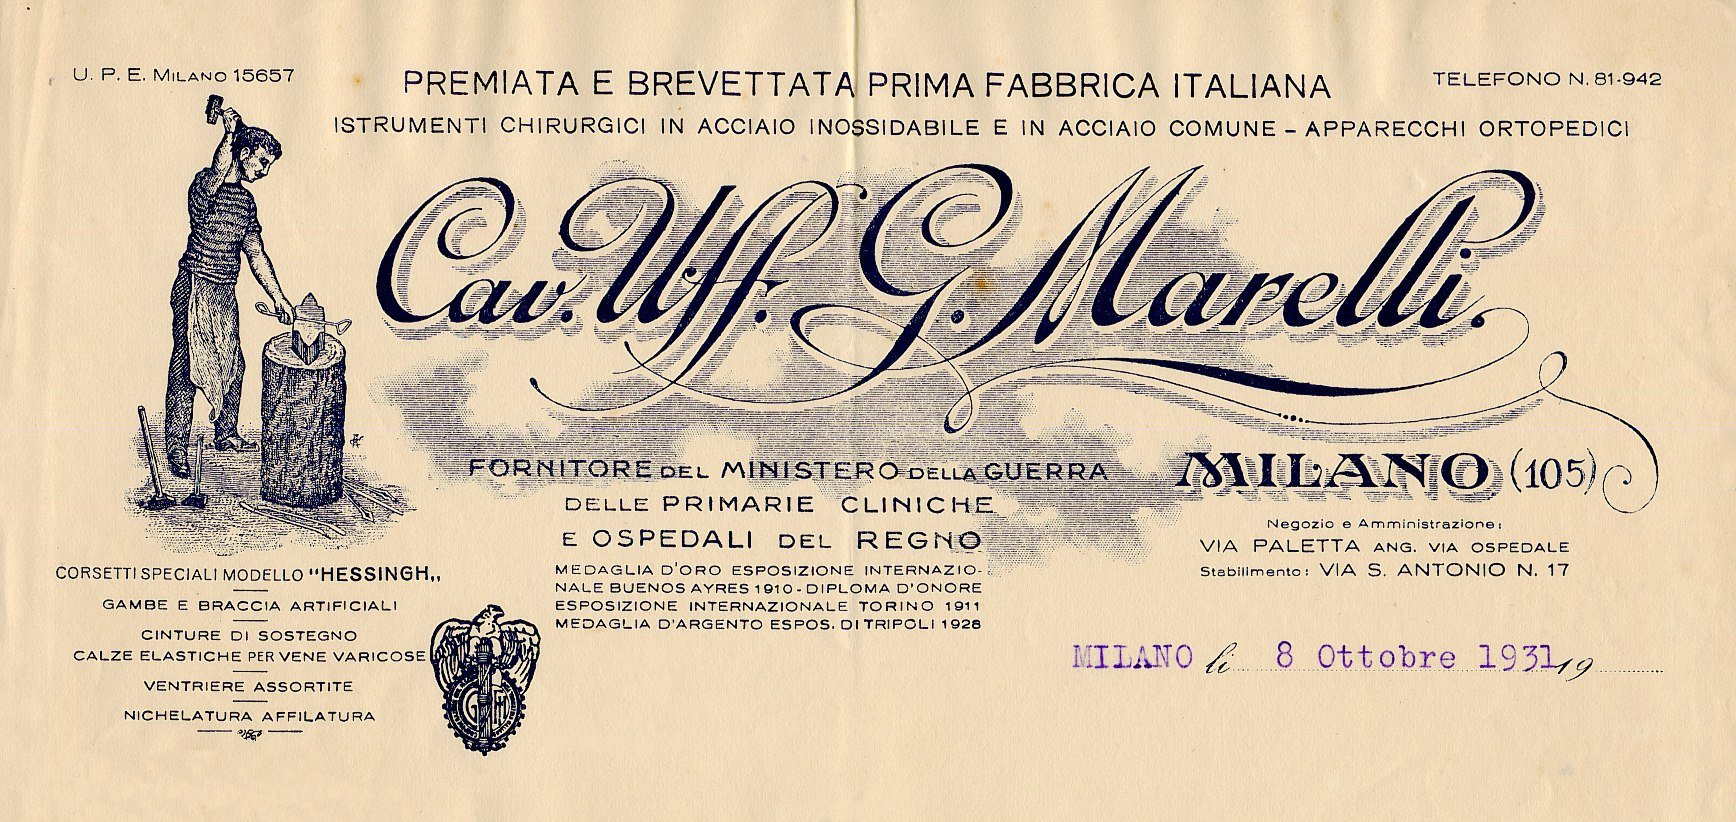 U. P. E. MILANO 15657
PREMIATA E BREVETTATA PRIMA FABBRICA ITALIANA
TELEFONO N. 81-942
ISTRUMENTI CHIRURGICI IN ACCIAIO INOSSIDABILE E IN ACCIAIO COMUNE - APPARECCHI ORTOPEDICI
Cav. Uff. G. Marelli.
FORNITORE DEL MINISTERO DELLA GUERRA
DELLE PRIMARIE CLINICHE
E OSPEDALI DEL REGNO
MEDAGLIA D'ORO ESPOSIZIONE INTERNAZIO-
NALE BUENOS AYRES 1910 - DIPLOMA D'ONORE
ESPOSIZIONE INTERNAZIONALE TORINO 1911
MEDAGLIA D'ARGENTO ESPOS. DI TRIPOLI 1928
MILANO (105)
Negozio e Amministrazione:
VIA PALETTA ANG. VIA OSPEDALE
Stabilimento: VIA S. ANTONIO N. 17
CORSETTI SPECIALI MODELLO "HESSINGH„
GAMBE E BRACCIA ARTIFICIALI
CINTURE DI SOSTEGNO
CALZE ELASTICHE PER VENE VARICOSE
VENTRIERE ASSORTITE
NICHELATURA AFFILATURA
MILANO li 8 Ottobre 1931 19